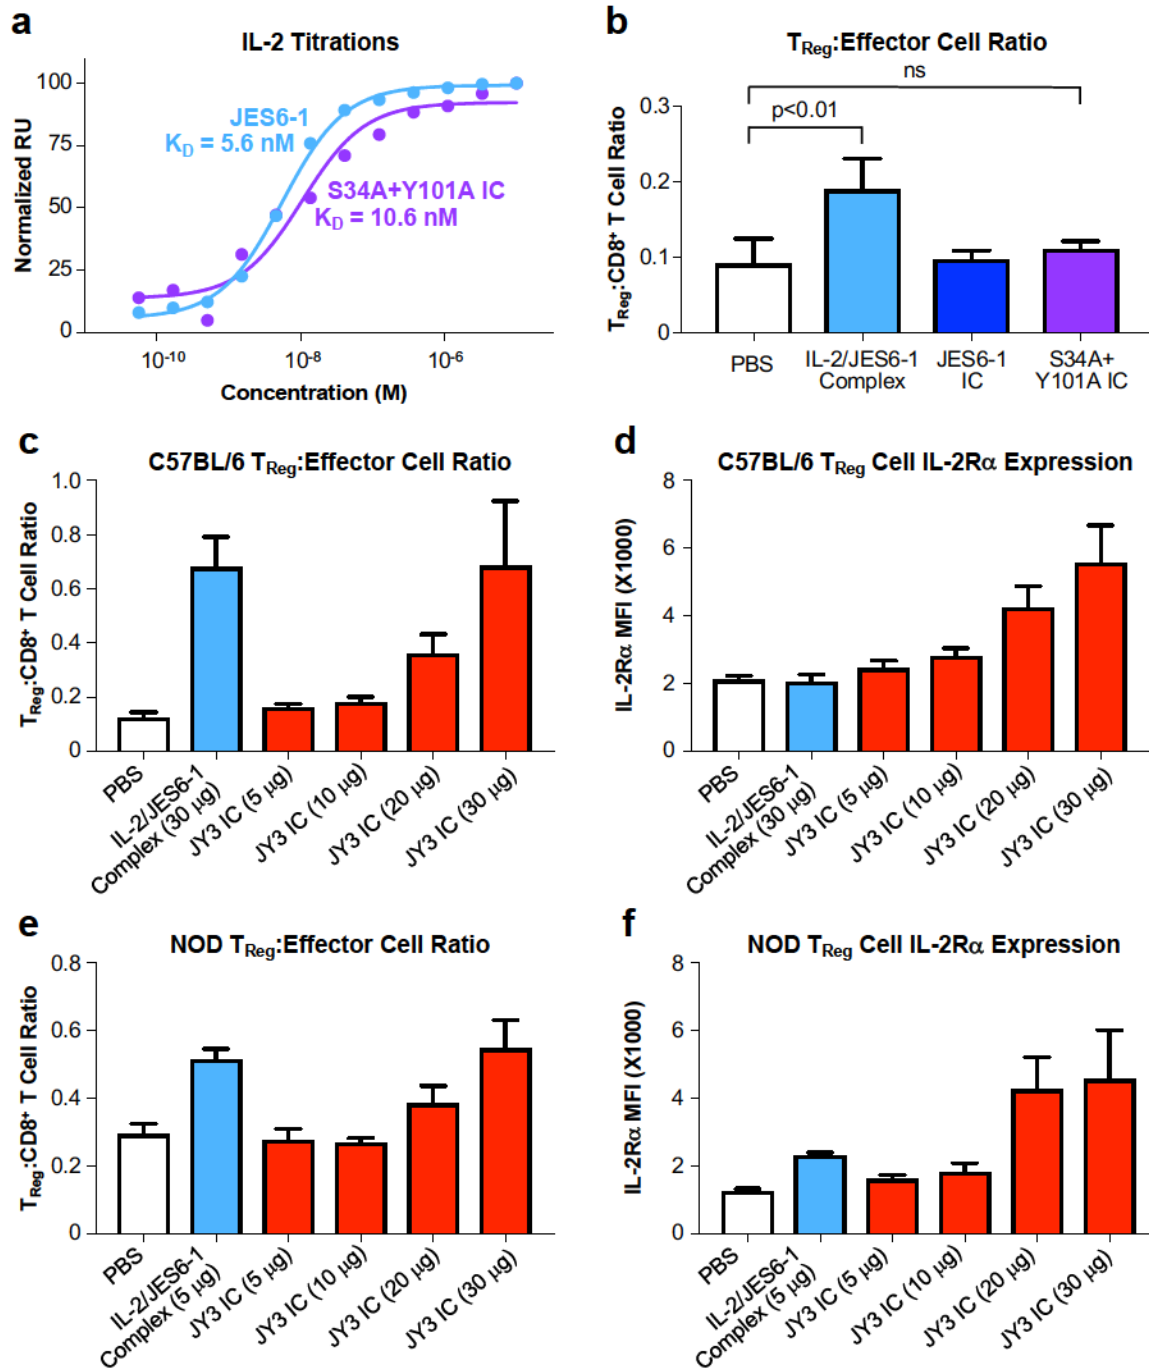 a
IL-2 Titrations
Normalized RU
100
75
50
25
0
JES6-1
K_D = 5.6 nM
S34A+Y101A IC
K_D = 10.6 nM
10⁻¹⁰
10⁻⁸
10⁻⁶
Concentration (M)
b
T_Reg:Effector Cell Ratio
ns
p<0.01
T_Reg:CD8⁺ T Cell Ratio
0.3
0.2
0.1
0
PBS
IL-2/JES6-1
Complex
JES6-1
IC
S34A+
Y101A IC
c
C57BL/6 T_Reg:Effector Cell Ratio
T_Reg:CD8⁺ T Cell Ratio
1.0
0.8
0.6
0.4
0.2
0
PBS
IL-2/JES6-1
Complex (30 µg)
JY3 IC (5 µg)
JY3 IC (10 µg)
JY3 IC (20 µg)
JY3 IC (30 µg)
d
C57BL/6 T_Reg Cell IL-2Rα Expression
IL-2Rα MFI (X1000)
8
6
4
2
0
PBS
IL-2/JES6-1
Complex (30 µg)
JY3 IC (5 µg)
JY3 IC (10 µg)
JY3 IC (20 µg)
JY3 IC (30 µg)
e
NOD T_Reg:Effector Cell Ratio
T_Reg:CD8⁺ T Cell Ratio
0.8
0.6
0.4
0.2
0
PBS
IL-2/JES6-1
Complex (5 µg)
JY3 IC (5 µg)
JY3 IC (10 µg)
JY3 IC (20 µg)
JY3 IC (30 µg)
f
NOD T_Reg Cell IL-2Rα Expression
IL-2Rα MFI (X1000)
8
6
4
2
0
PBS
IL-2/JES6-1
Complex (5 µg)
JY3 IC (5 µg)
JY3 IC (10 µg)
JY3 IC (20 µg)
JY3 IC (30 µg)